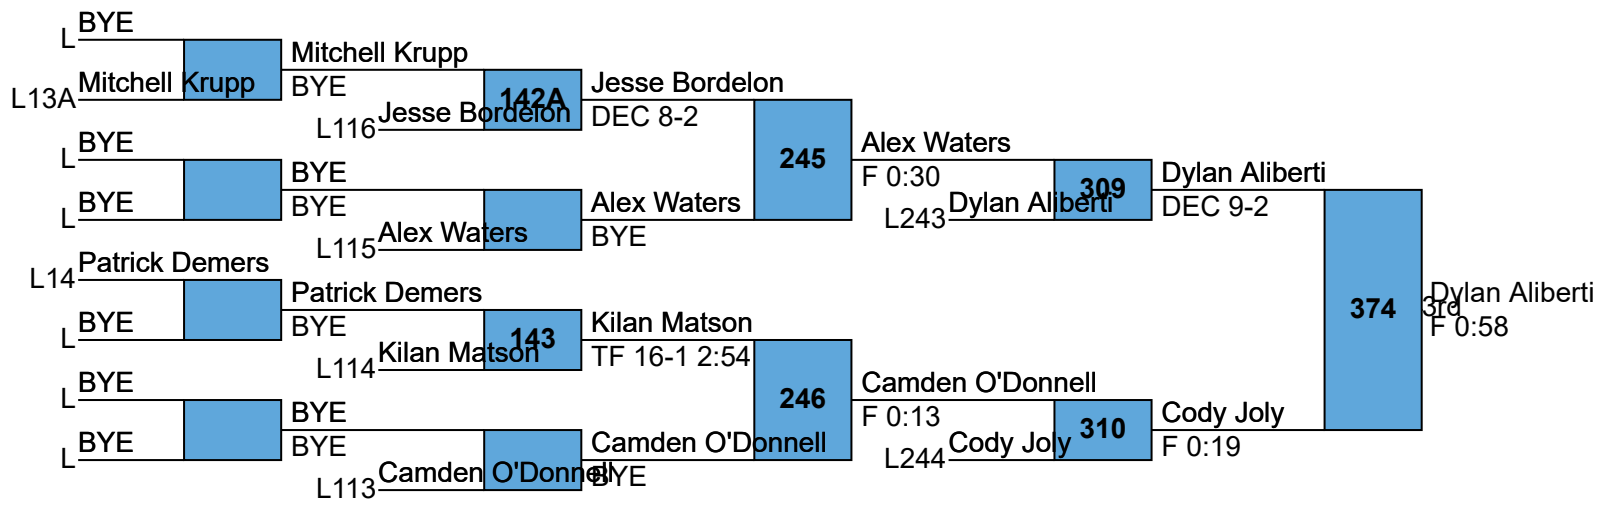 BYE
L
Mitchell Krupp
L13A
Mitchell Krupp
BYE
142A
Jesse Bordelon
L116
Jesse Bordelon
DEC 8-2
BYE
L
BYE
L
BYE
BYE
Alex Waters
L115
Alex Waters
BYE
245
Alex Waters
F 0:30
309
Dylan Aliberti
L243
Dylan Aliberti
DEC 9-2
Patrick Demers
L14
BYE
L
Patrick Demers
BYE
143
Kilan Matson
L114
Kilan Matson
TF 16-1 2:54
BYE
L
BYE
L
BYE
BYE
Camden O'Donnell
L113
Camden O'Donnell
BYE
246
Camden O'Donnell
F 0:13
310
Cody Joly
L244
Cody Joly
F 0:19
374
Dylan Aliberti
3rd
F 0:58